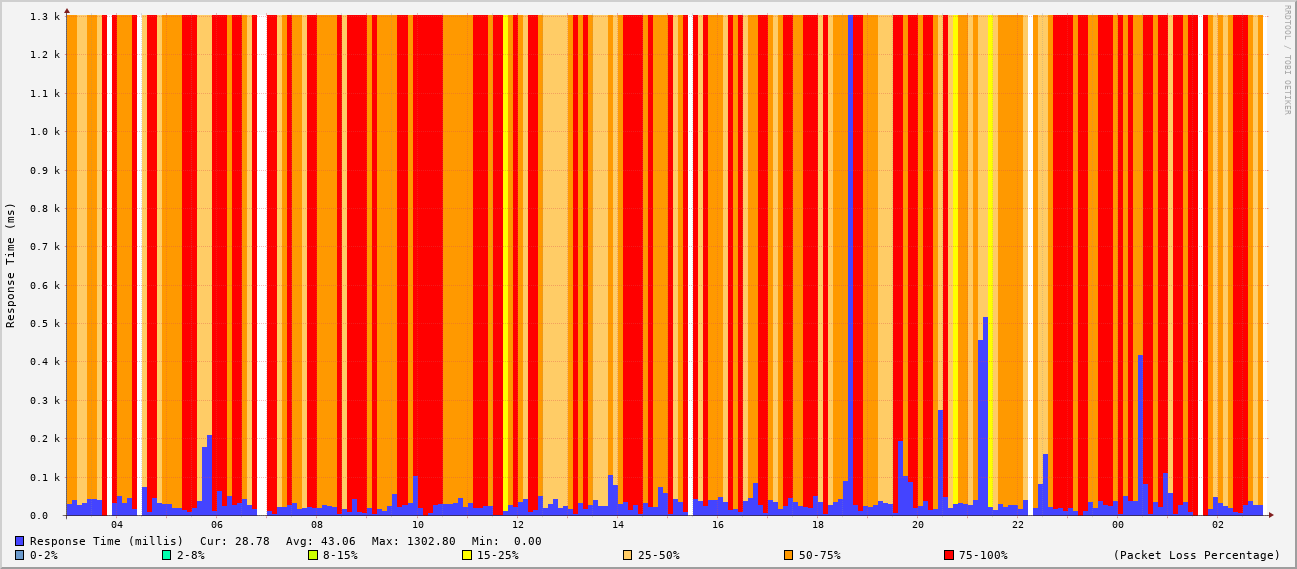 1.3 k
1.2 k
1.1 k
1.0 k
0.9 k
0.8 k
0.7 k
0.6 k
0.5 k
0.4 k
0.3 k
0.2 k
0.1 k
0.0
Response Time (ms)
RRDTOOL / TOBI OETIKER
04 06 08 10 12 14 16 18 20 22 00 02
Response Time (millis) Cur: 28.78 Avg: 43.06 Max: 1302.80 Min: 0.00
0-2% 2-8% 8-15% 15-25% 25-50% 50-75% 75-100% (Packet Loss Percentage)